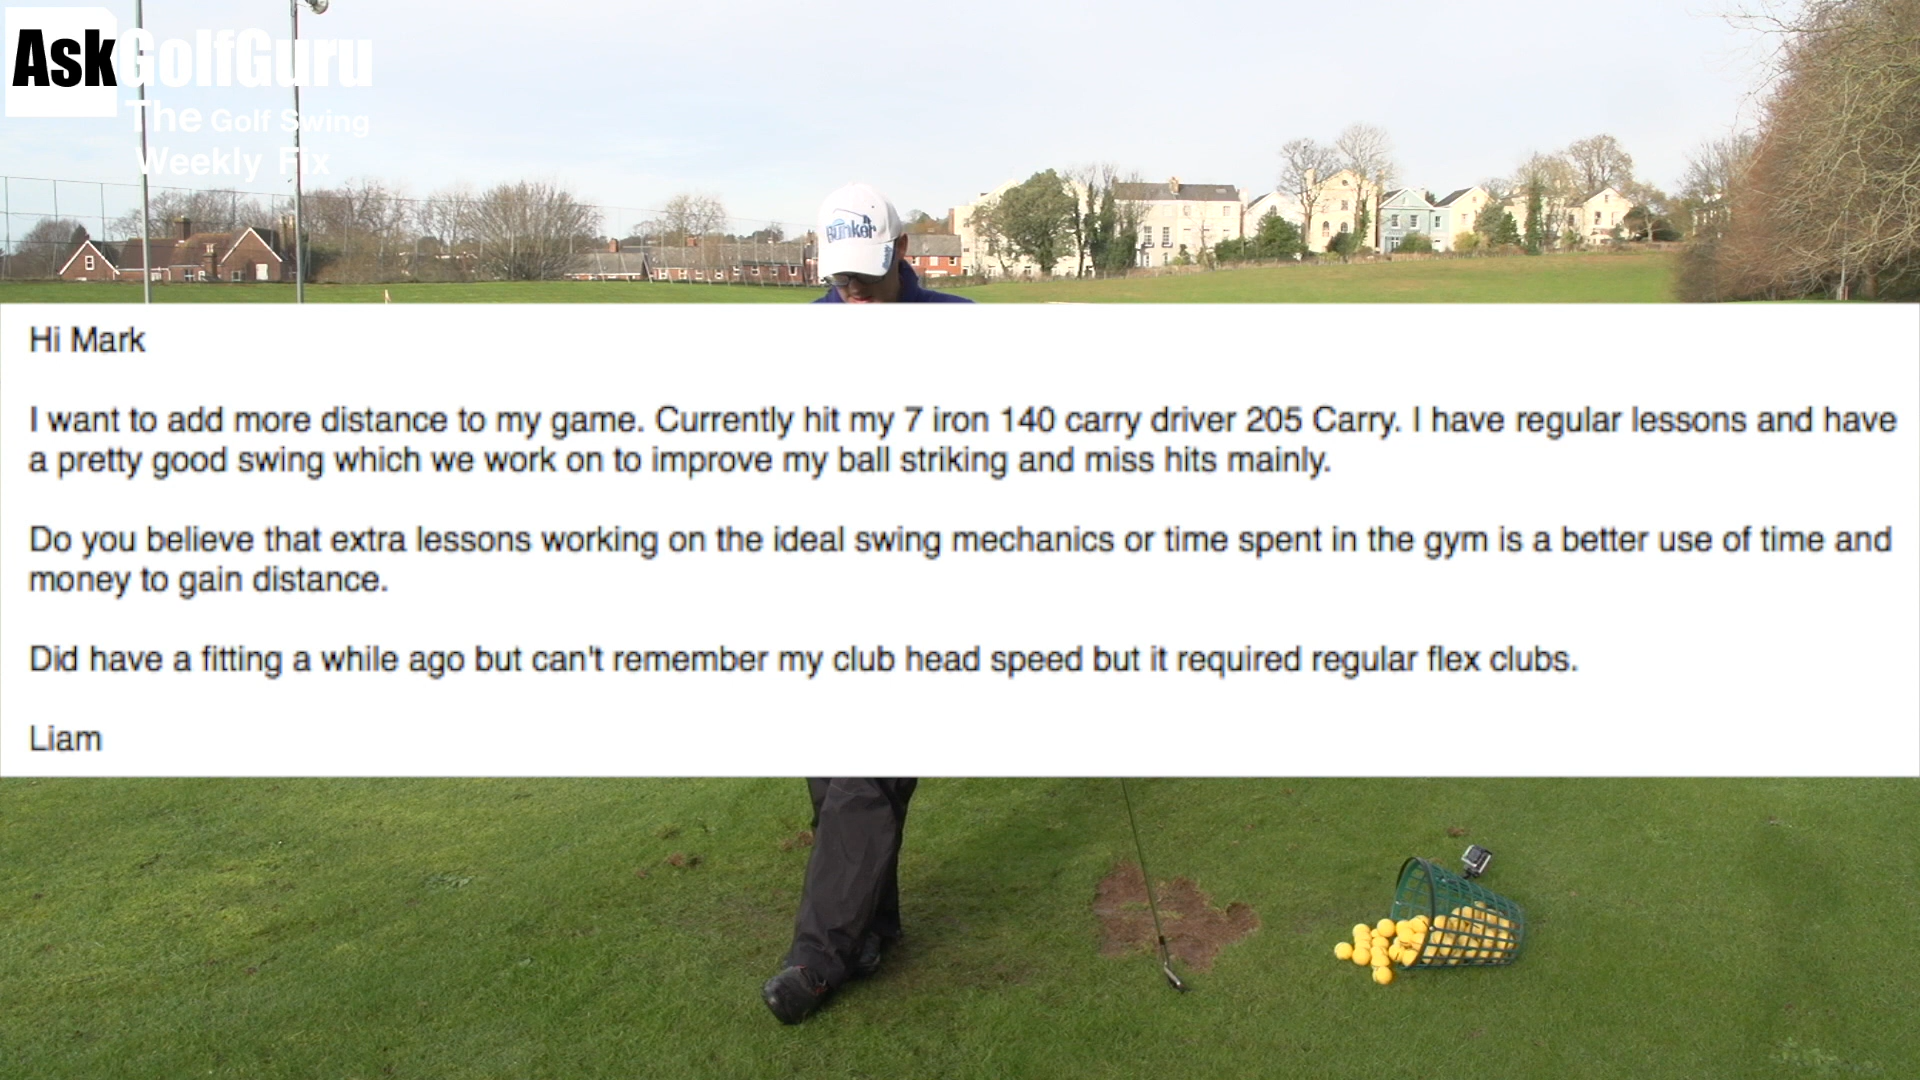 AskGolfGuru
The Golf Swing
Weekly Fix
Bunker
Hi Mark
I want to add more distance to my game. Currently hit my 7 iron 140 carry driver 205 Carry. I have regular lessons and have
a pretty good swing which we work on to improve my ball striking and miss hits mainly.
Do you believe that extra lessons working on the ideal swing mechanics or time spent in the gym is a better use of time and
money to gain distance.
Did have a fitting a while ago but can't remember my club head speed but it required regular flex clubs.
Liam